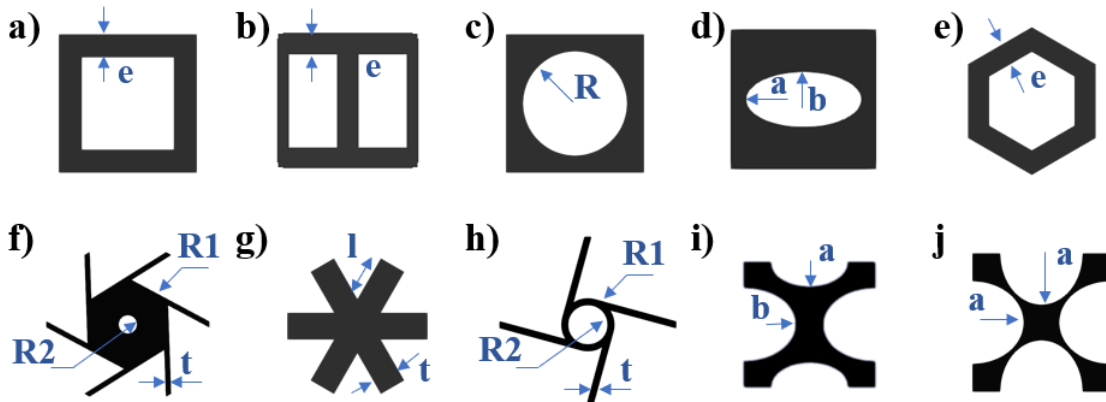 a) b) c) d) e)
e e R a b e
f) g) h) i) j)
R1 l R1 a a
R2 t R2 t b a
t